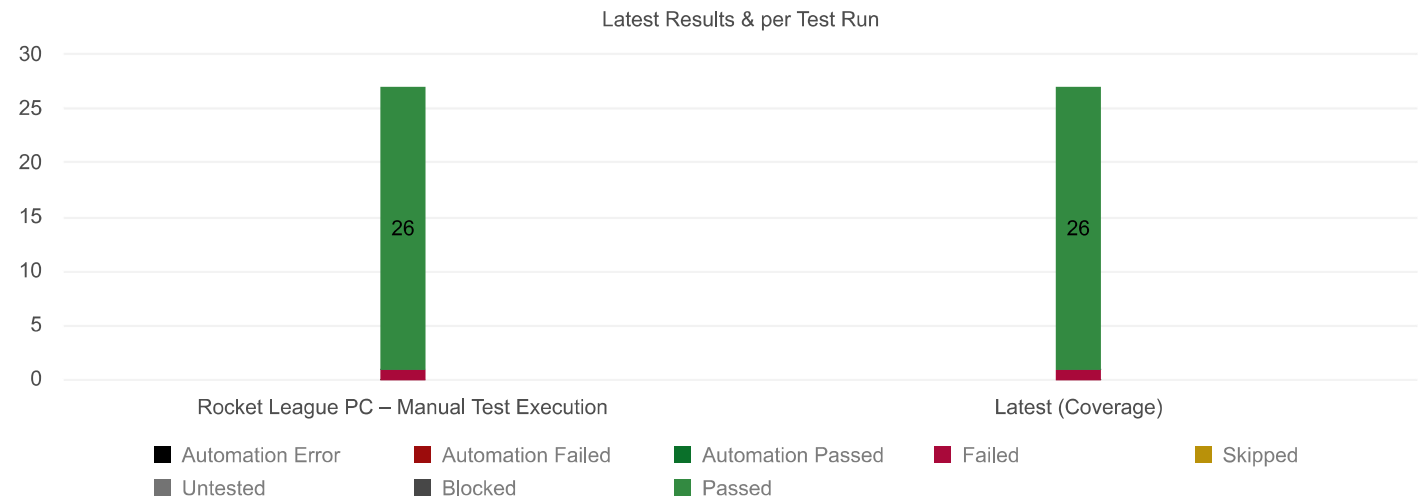 Latest Results & per Test Run
30
25
20
15
10
5
0
26
26
Rocket League PC – Manual Test Execution
Latest (Coverage)
Automation Error
Automation Failed
Automation Passed
Failed
Skipped
Untested
Blocked
Passed